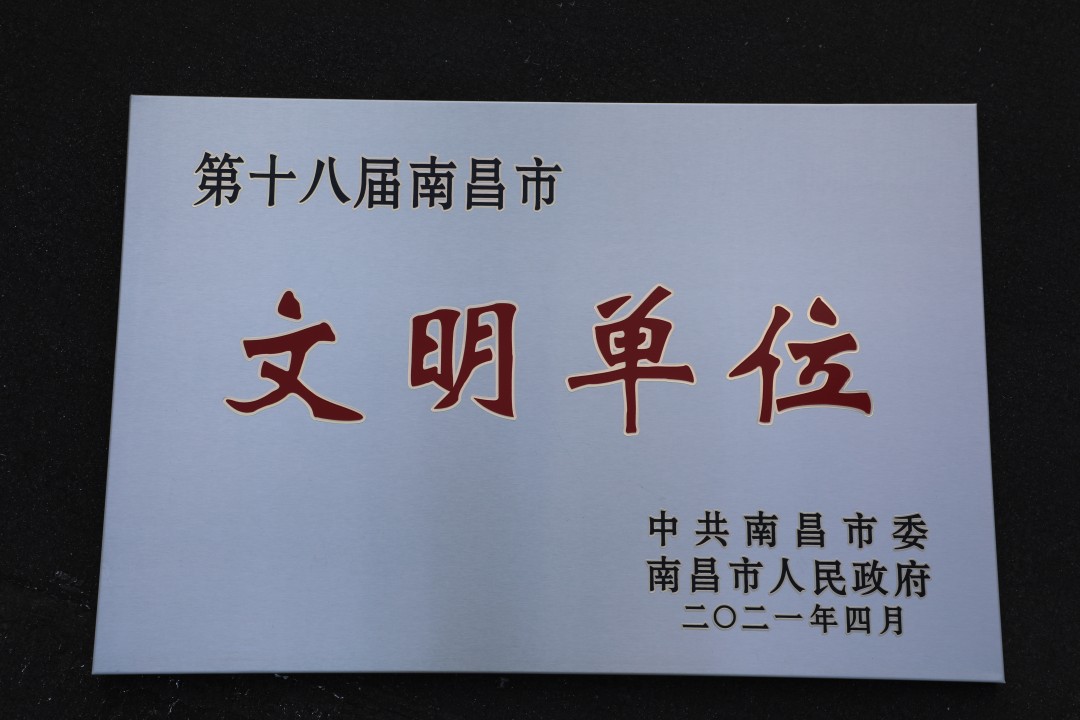 第十八届南昌市
文明单位
中共南昌市委
南昌市人民政府
二〇二一年四月